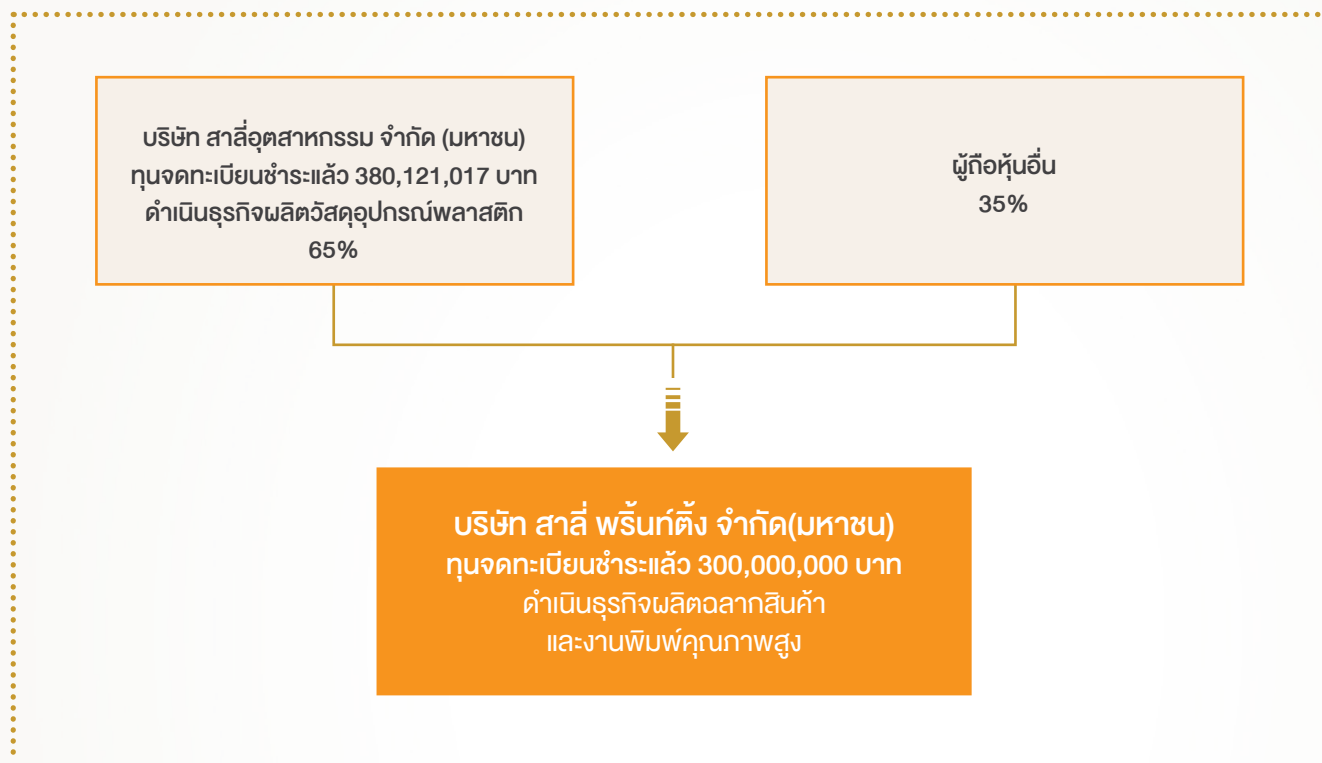 บริษัท สาลี่อุตสาหกรรม จำกัด (มหาชน)
ทุนจดทะเบียนชำระแล้ว 380,121,017 บาท
ดำเนินธุรกิจผลิตวัสดุอุปกรณ์พลาสติก
65%
ผู้ถือหุ้นอื่น
35%
บริษัท สาลี่ พริ้นท์ติ้ง จำกัด(มหาชน)
ทุนจดทะเบียนชำระแล้ว 300,000,000 บาท
ดำเนินธุรกิจผลิตฉลากสินค้า
และงานพิมพ์คุณภาพสูง